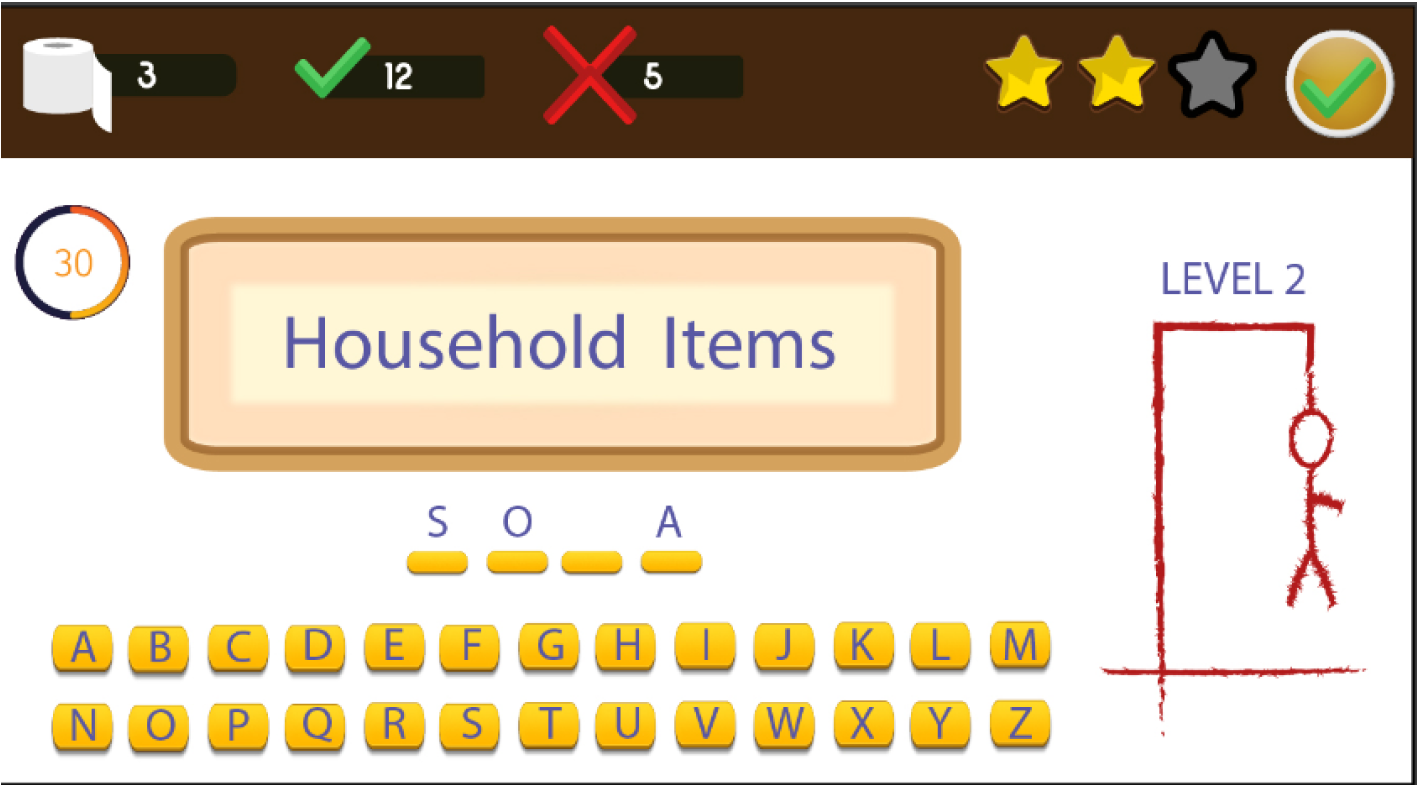 3 12 5
30
Household Items
LEVEL 2
S O A
A B C D E F G H I J K L M
N O P Q R S T U V W X Y Z